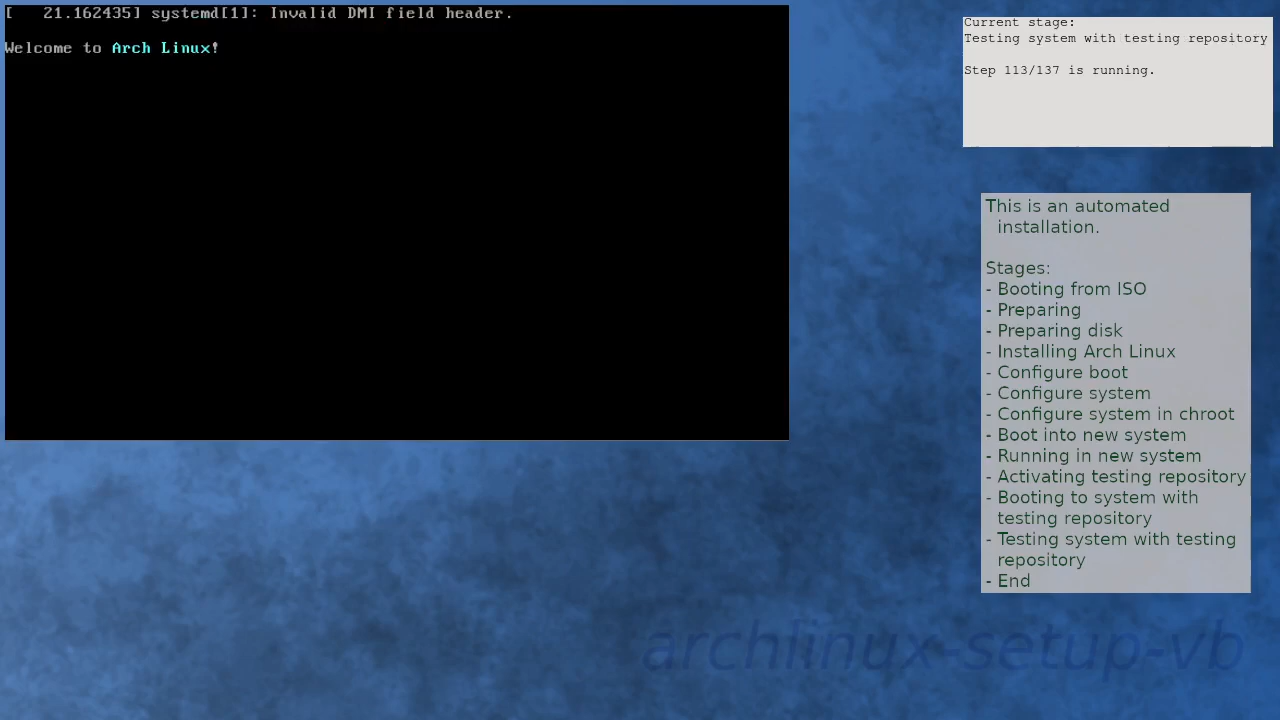 [   21.162435] systemd[1]: Invalid DMI field header.
Welcome to Arch Linux!
Current stage:
Testing system with testing repository
Step 113/137 is running.
This is an automated
installation.
Stages:
- Booting from ISO
- Preparing
- Preparing disk
- Installing Arch Linux
- Configure boot
- Configure system
- Configure system in chroot
- Boot into new system
- Running in new system
- Activating testing repository
- Booting to system with
testing repository
- Testing system with testing
repository
- End
archlinux-setup-vb